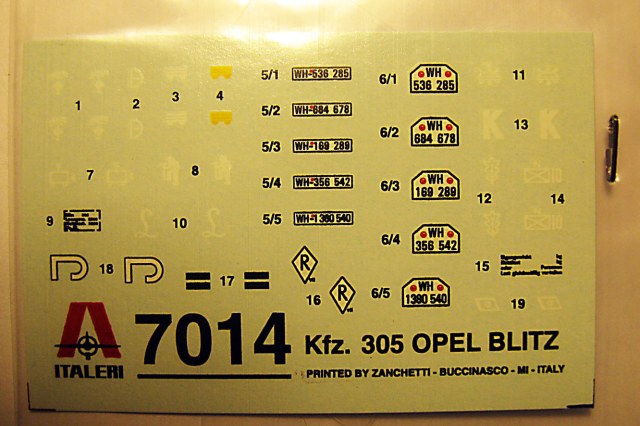 1
2
3
4
5/1
WH-536 285
6/1
WH
536 285
11
5/2
WH-684 678
6/2
WH
684 678
13
K K
5/3
WH-169 289
7
8
6/3
WH
169 289
5/4
WH-356 542
12
14
9
10
5/5
WH-1380 540
6/4
WH
356 542
15
18
17
R
16
R
6/5
WH
1380 540
19
ITALERI
7014
Kfz. 305 OPEL BLITZ
PRINTED BY ZANCHETTI - BUCCINASCO - MI - ITALY